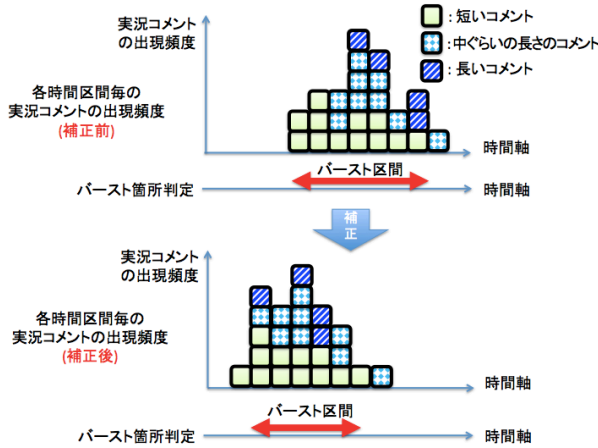 実況コメント
の出現頻度
：短いコメント
：中ぐらいの長さのコメント
：長いコメント
各時間区間毎の
実況コメントの出現頻度
(補正前)
時間軸
バースト区間
バースト箇所判定
時間軸
補
正
実況コメント
の出現頻度
各時間区間毎の
実況コメントの出現頻度
(補正後)
時間軸
バースト区間
バースト箇所判定
時間軸